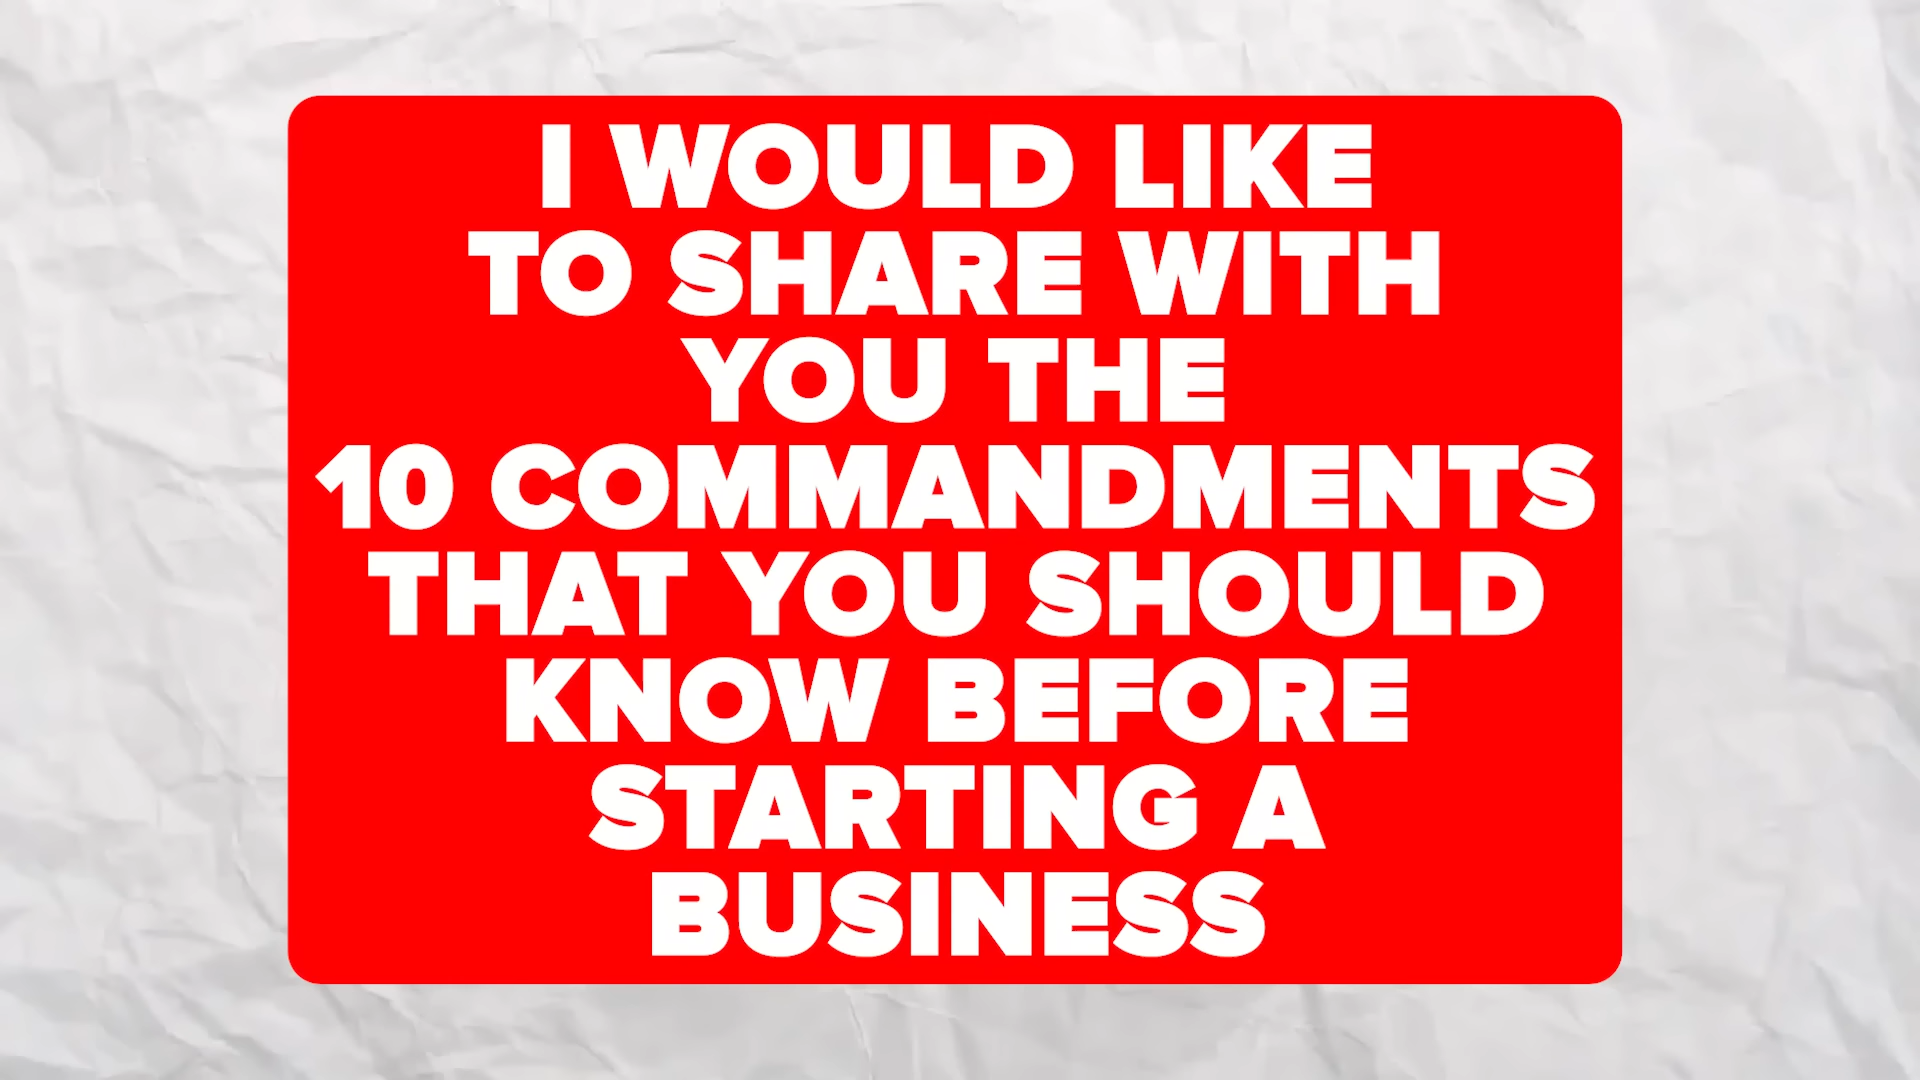 I WOULD LIKE
TO SHARE WITH
YOU THE
10 COMMANDMENTS
THAT YOU SHOULD
KNOW BEFORE
STARTING A
BUSINESS